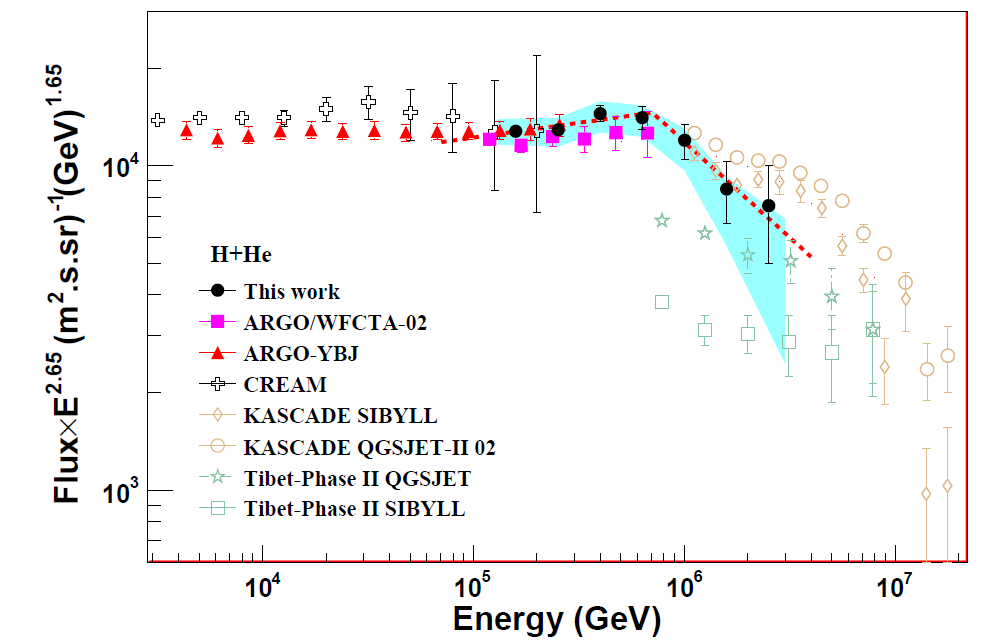 Flux×E^2.65 (m^2.s.sr)^-1(GeV)^1.65
10^4
10^3
H+He
This work
ARGO/WFCTA-02
ARGO-YBJ
CREAM
KASCADE SIBYLL
KASCADE QGSJET-II 02
Tibet-Phase II QGSJET
Tibet-Phase II SIBYLL
10^4 10^5 10^6 10^7
Energy (GeV)